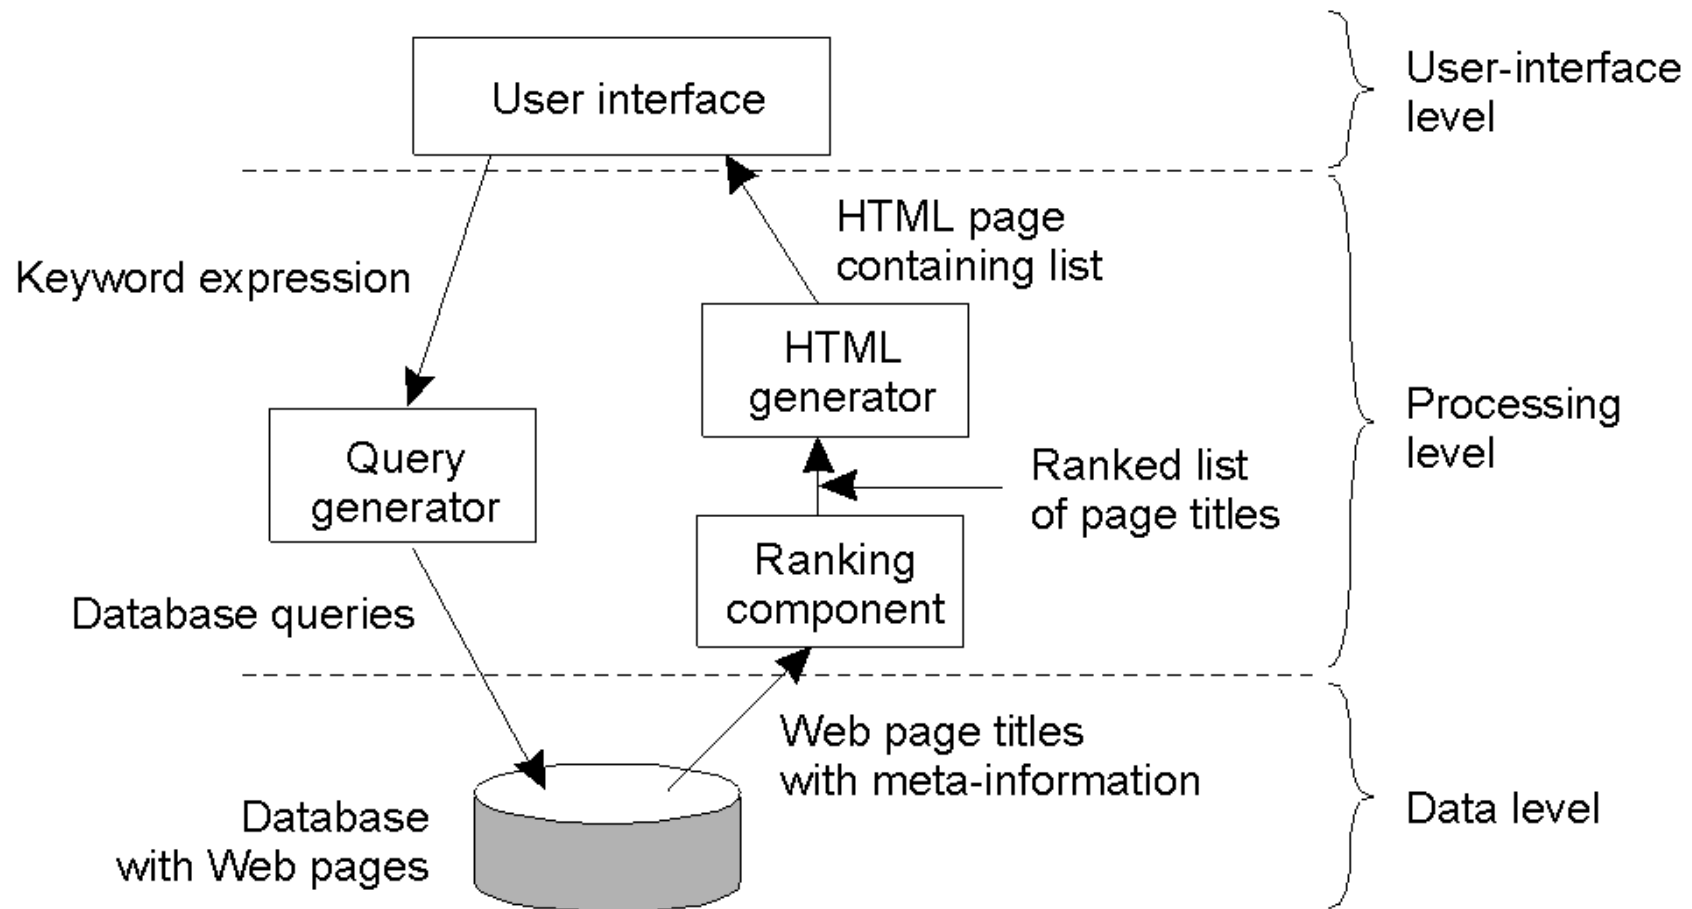 User interface
User-interface
level
HTML page
containing list
Keyword expression
HTML
generator
Processing
level
Query
generator
Ranked list
of page titles
Ranking
component
Database queries
Web page titles
with meta-information
Database
with Web pages
Data level